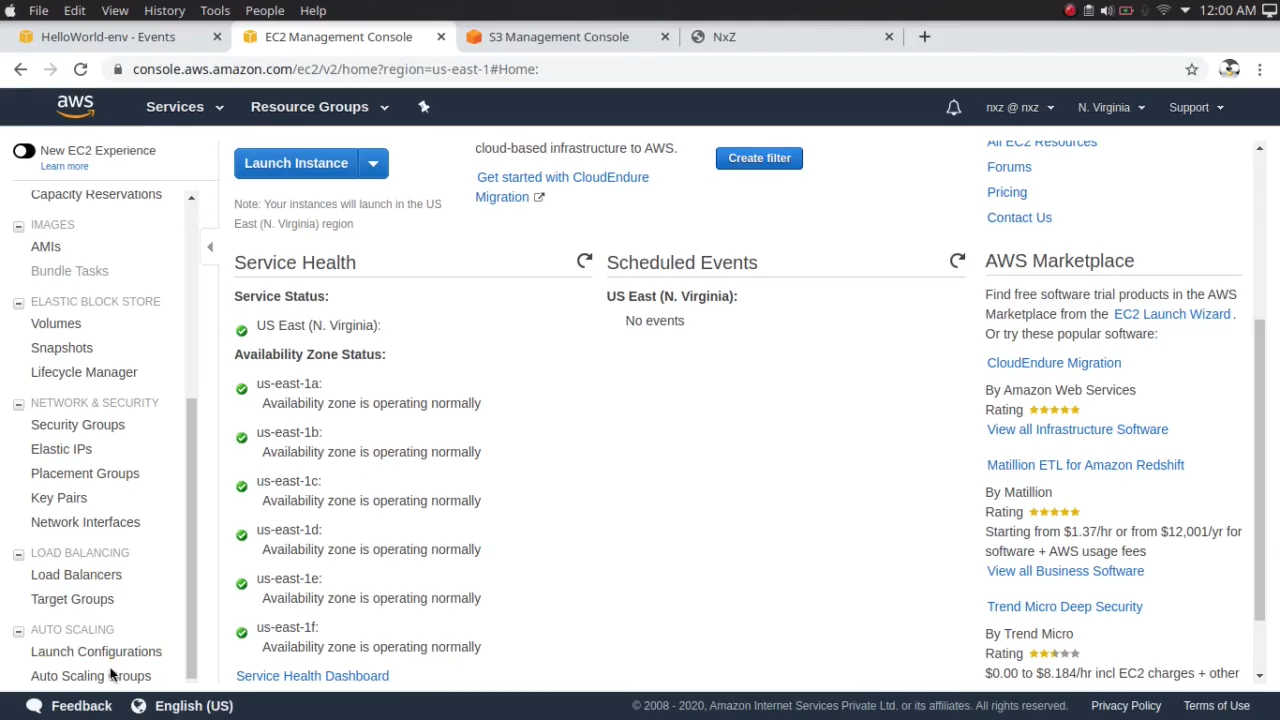 File Edit View History Tools People Help 12:00 AM
HelloWorld-env - Events EC2 Management Console S3 Management Console NxZ
console.aws.amazon.com/ec2/v2/home?region=us-east-1#Home:
aws Services Resource Groups nxz @ nxz N. Virginia Support
New EC2 Experience
Learn more
Capacity Reservations
IMAGES
AMIs
Bundle Tasks
ELASTIC BLOCK STORE
Volumes
Snapshots
Lifecycle Manager
NETWORK & SECURITY
Security Groups
Elastic IPs
Placement Groups
Key Pairs
Network Interfaces
LOAD BALANCING
Load Balancers
Target Groups
AUTO SCALING
Launch Configurations
Auto Scaling Groups
Launch Instance
Note: Your instances will launch in the US
East (N. Virginia) region
cloud-based infrastructure to AWS.
Get started with CloudEndure
Migration
Create filter
Service Health
Service Status:
US East (N. Virginia):
Availability Zone Status:
us-east-1a:
Availability zone is operating normally
us-east-1b:
Availability zone is operating normally
us-east-1c:
Availability zone is operating normally
us-east-1d:
Availability zone is operating normally
us-east-1e:
Availability zone is operating normally
us-east-1f:
Availability zone is operating normally
Service Health Dashboard
Scheduled Events
US East (N. Virginia):
No events
All EC2 Resources
Forums
Pricing
Contact Us
AWS Marketplace
Find free software trial products in the AWS
Marketplace from the EC2 Launch Wizard.
Or try these popular software:
CloudEndure Migration
By Amazon Web Services
Rating
View all Infrastructure Software
Matillion ETL for Amazon Redshift
By Matillion
Rating
Starting from $1.37/hr or from $12,001/yr for
software + AWS usage fees
View all Business Software
Trend Micro Deep Security
By Trend Micro
Rating
$0.00 to $8.184/hr incl EC2 charges + other
Feedback English (US) © 2008 - 2020, Amazon Internet Services Private Ltd. or its affiliates. All rights reserved. Privacy Policy Terms of Use